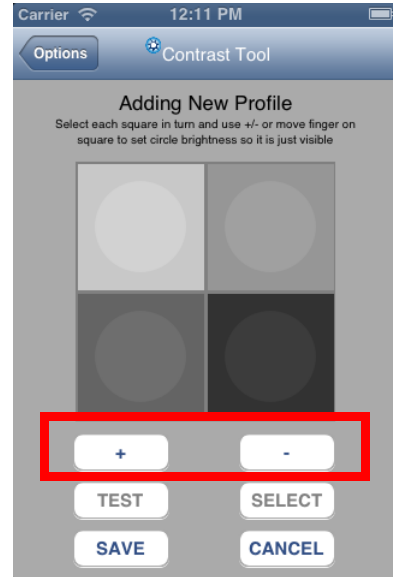 Carrier 12:11 PM
Options Contrast Tool
Adding New Profile
Select each square in turn and use +/- or move finger on
square to set circle brightness so it is just visible
+ -
TEST SELECT
SAVE CANCEL